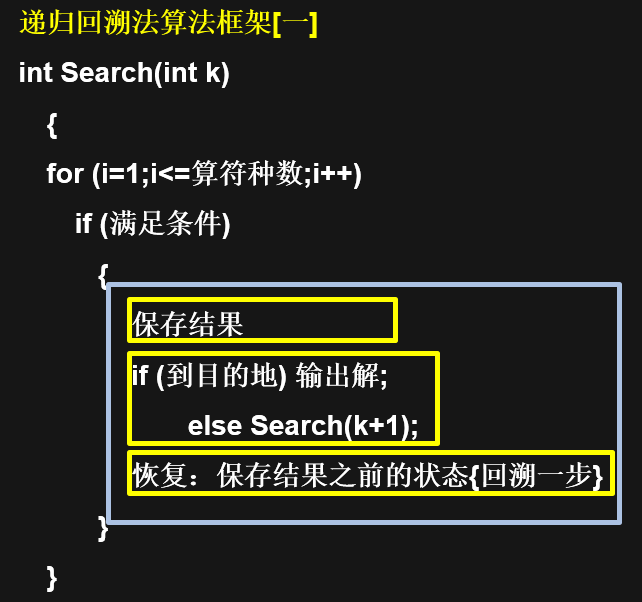 递归回溯法算法框架[一]
int Search(int k)
{
for (i=1;i<=算符种数;i++)
if (满足条件)
{
保存结果
if (到目的地) 输出解;
else Search(k+1);
恢复：保存结果之前的状态{回溯一步}
}
}